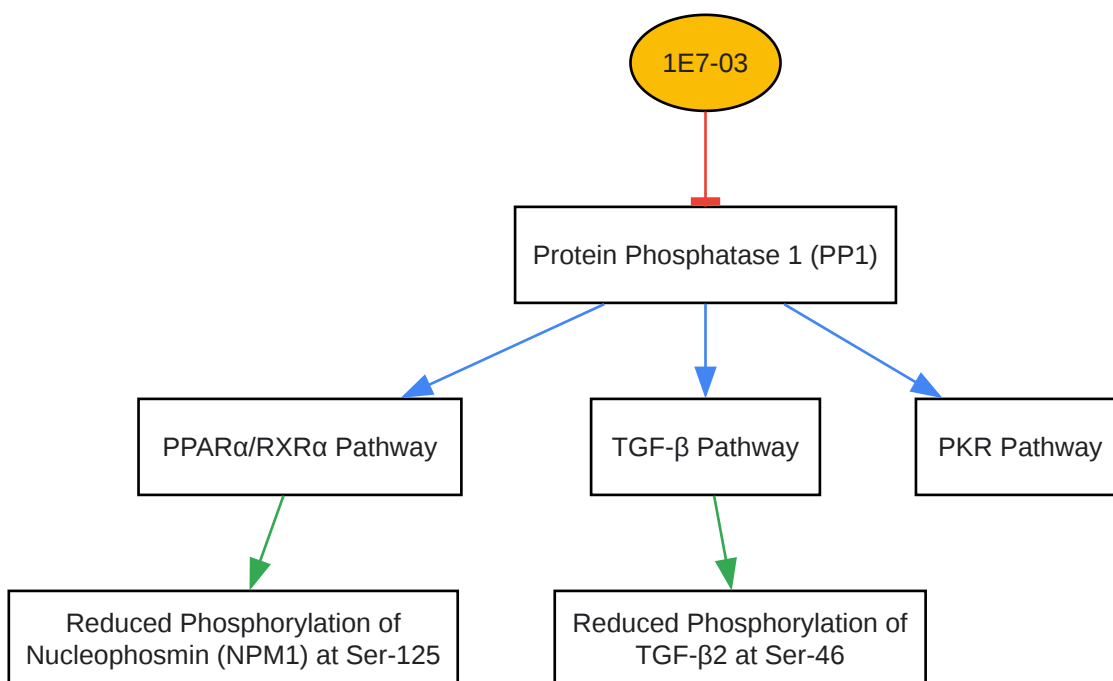 1E7-03
Protein Phosphatase 1 (PP1)
PPARα/RXRα Pathway
TGF-β Pathway
PKR Pathway
Reduced Phosphorylation of
Nucleophosmin (NPM1) at Ser-125
Reduced Phosphorylation of
TGF-β2 at Ser-46